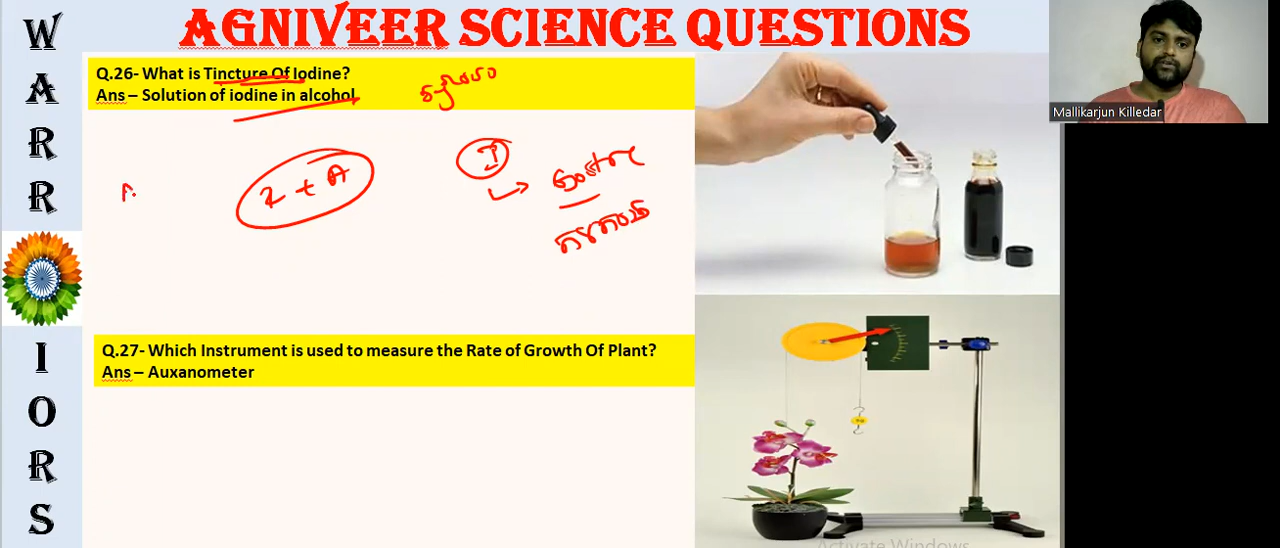 WARRIORS
AGNIVEER SCIENCE QUESTIONS
Q.26- What is Tincture Of Iodine?
Ans – Solution of iodine in alcohol
I + A
I
Mallikarjun Killedar
Q.27- Which Instrument is used to measure the Rate of Growth Of Plant?
Ans – Auxanometer
Activate Windows